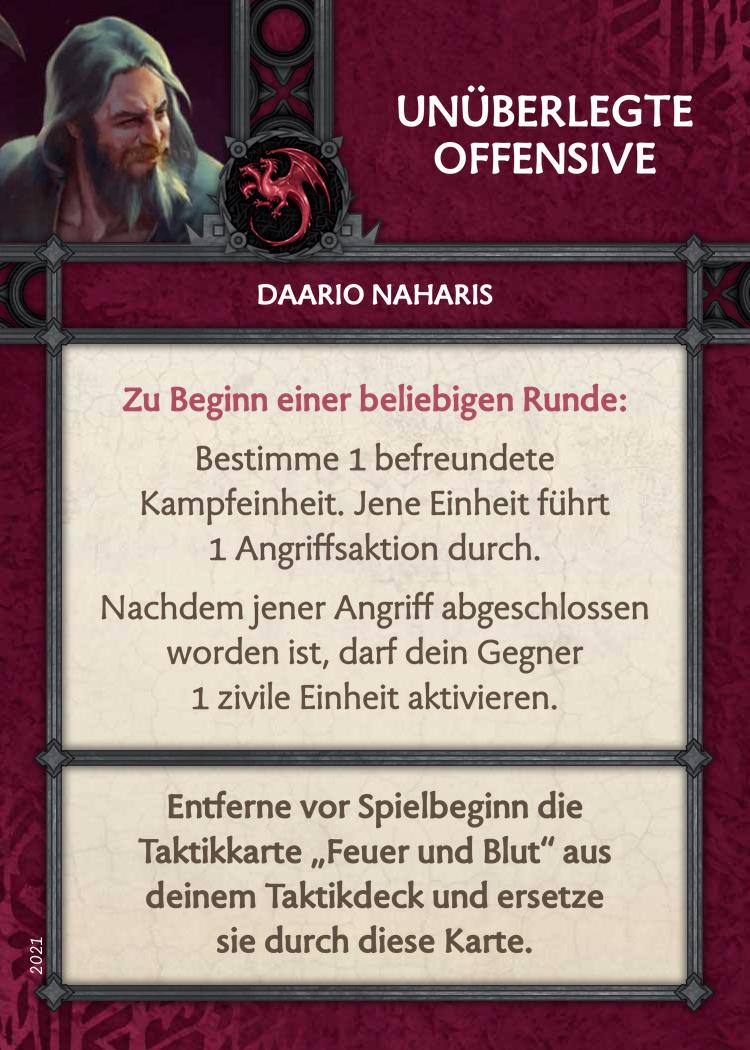 UNÜBERLEGTE
OFFENSIVE
DAARIO NAHARIS
Zu Beginn einer beliebigen Runde:
Bestimme 1 befreundete
Kampfeinheit. Jene Einheit führt
1 Angriffsaktion durch.
Nachdem jener Angriff abgeschlossen
worden ist, darf dein Gegner
1 zivile Einheit aktivieren.
Entferne vor Spielbeginn die
Taktikkarte „Feuer und Blut“ aus
deinem Taktikdeck und ersetze
sie durch diese Karte.
2021